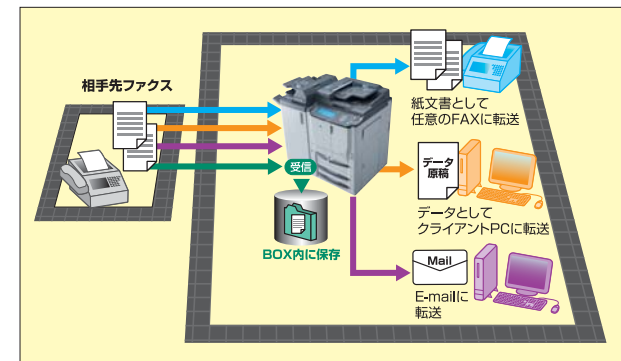 相手先ファクス
受信
BOX内に保存
紙文書として
任意のFAXに転送
データ
原稿
データとして
クライアントPCに転送
Mail
E-mailに
転送